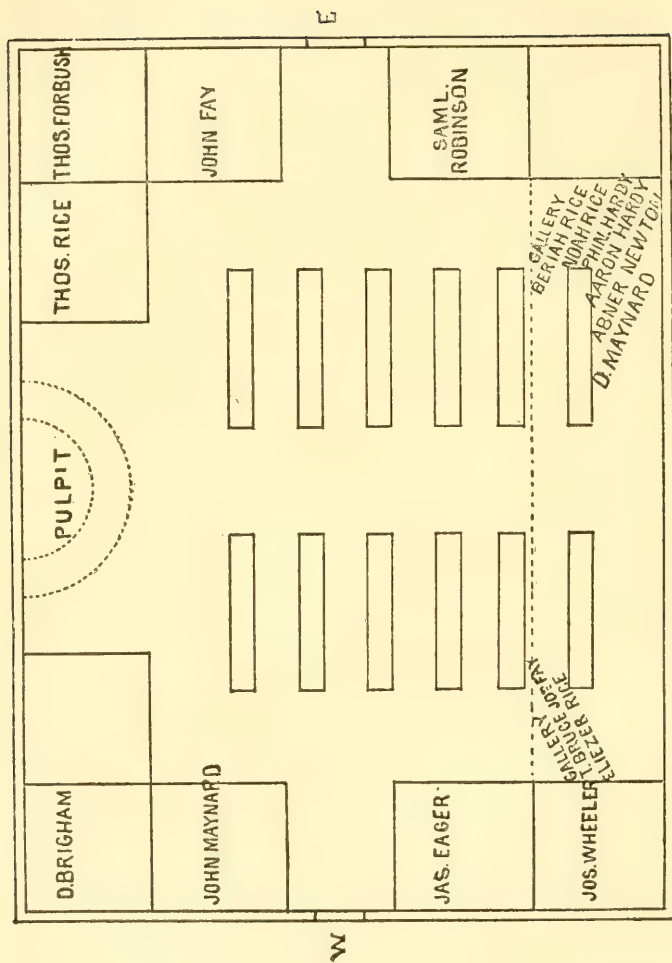 D.BRIGHAM
PULPIT
THOS. RICE
THOS. FORBUSH
JOHN MAYNARD
JOHN FAY
W
E
JAS. EAGER
SAML. ROBINSON
GALLERY
T. BRUCE JOS FAY
ELIEZER RICE
GALLERY
BERIAH RICE
NOAH RICE
PHIN. HARDY
AARON HARDY
ABNER NEWTON
D. MAYNARD
JOS. WHEELER